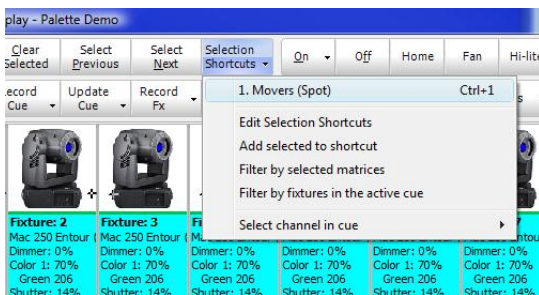 play - Palette Demo
Clear Selected
Select Previous
Select Next
Selection Shortcuts
On
Off
Home
Fan
Hi-lite
Record Cue
Update Cue
Record Fx
1. Movers (Spot) Ctrl+1
Edit Selection Shortcuts
Add selected to shortcut
Filter by selected matrices
Filter by fixtures in the active cue
Select channel in cue
Fixture: 2 Fixture: 3
Mac 250 Entour ( Mac 250 Entour (
Dimmer: 0% Dimmer: 0% Dimmer: 0% Dimmer: 0% Dimmer: 0%
Color 1: 70% Color 1: 70% Color 1: 70% Color 1: 70% Color 1: 70% Color 1: 70%
Green 206 Green 206 Green 206 Green 206 Green 206 Green 206
Shutter: 14% Shutter: 14% Shutter: 14% Shutter: 14% Shutter: 14% Shutter: 14%